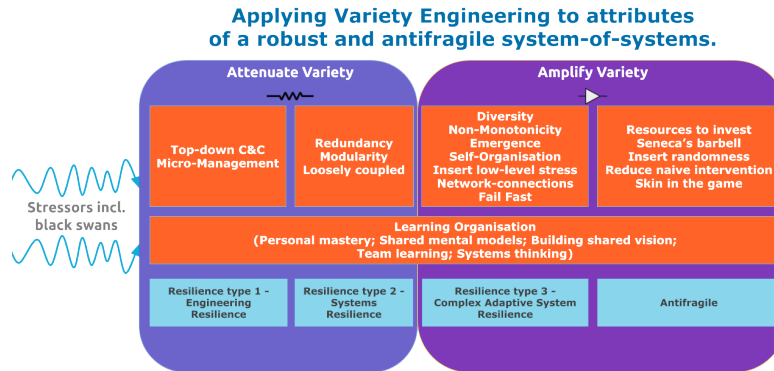 Applying Variety Engineering to attributes
of a robust and antifragile system-of-systems.
Attenuate Variety
Amplify Variety
Top-down C&C
Micro-Management
Redundancy
Modularity
Loosely coupled
Diversity
Non-Monotonicity
Emergence
Self-Organisation
Insert low-level stress
Network-connections
Fail Fast
Resources to invest
Seneca's barbell
Insert randomness
Reduce naive intervention
Skin in the game
Stressors incl.
black swans
Learning Organisation
(Personal mastery; Shared mental models; Building shared vision;
Team learning; Systems thinking)
Resilience type 1 -
Engineering
Resilience
Resilience type 2 -
Systems
Resilience
Resilience type 3 -
Complex Adaptive System
Resilience
Antifragile